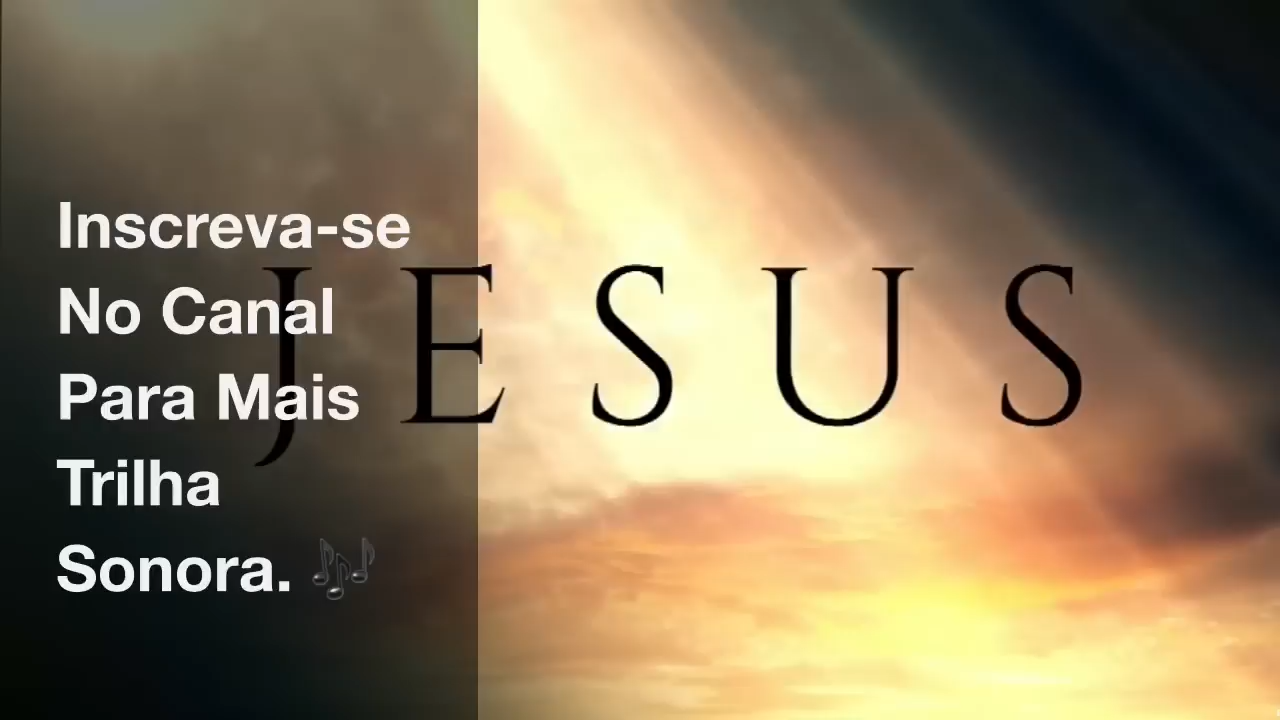 Inscreva-se
No Canal
Para Mais
Trilha
Sonora. 🎶
JESUS